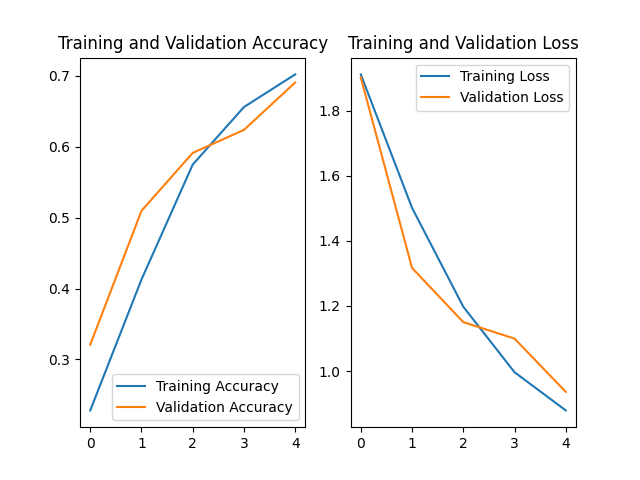 Training and Validation Accuracy
0.7
0.6
0.5
0.4
0.3
Training Accuracy
Validation Accuracy
0 1 2 3 4
Training and Validation Loss
Training Loss
Validation Loss
1.8
1.6
1.4
1.2
1.0
0 1 2 3 4